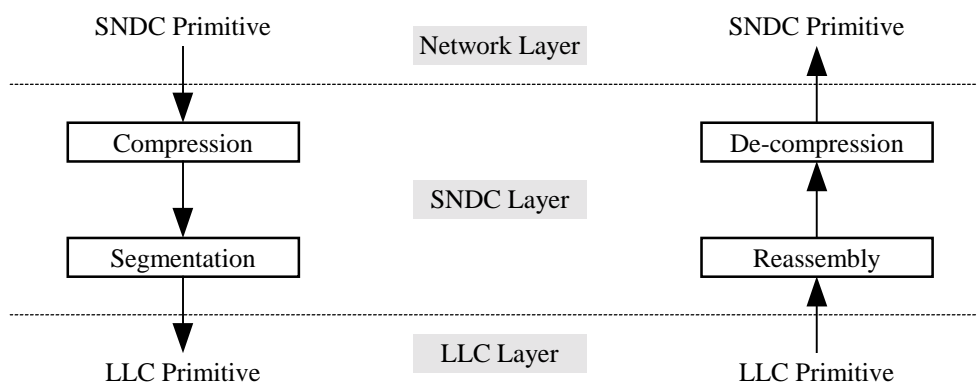 SNDC Primitive
Network Layer
SNDC Primitive
Compression
De-compression
SNDC Layer
Segmentation
Reassembly
LLC Primitive
LLC Layer
LLC Primitive